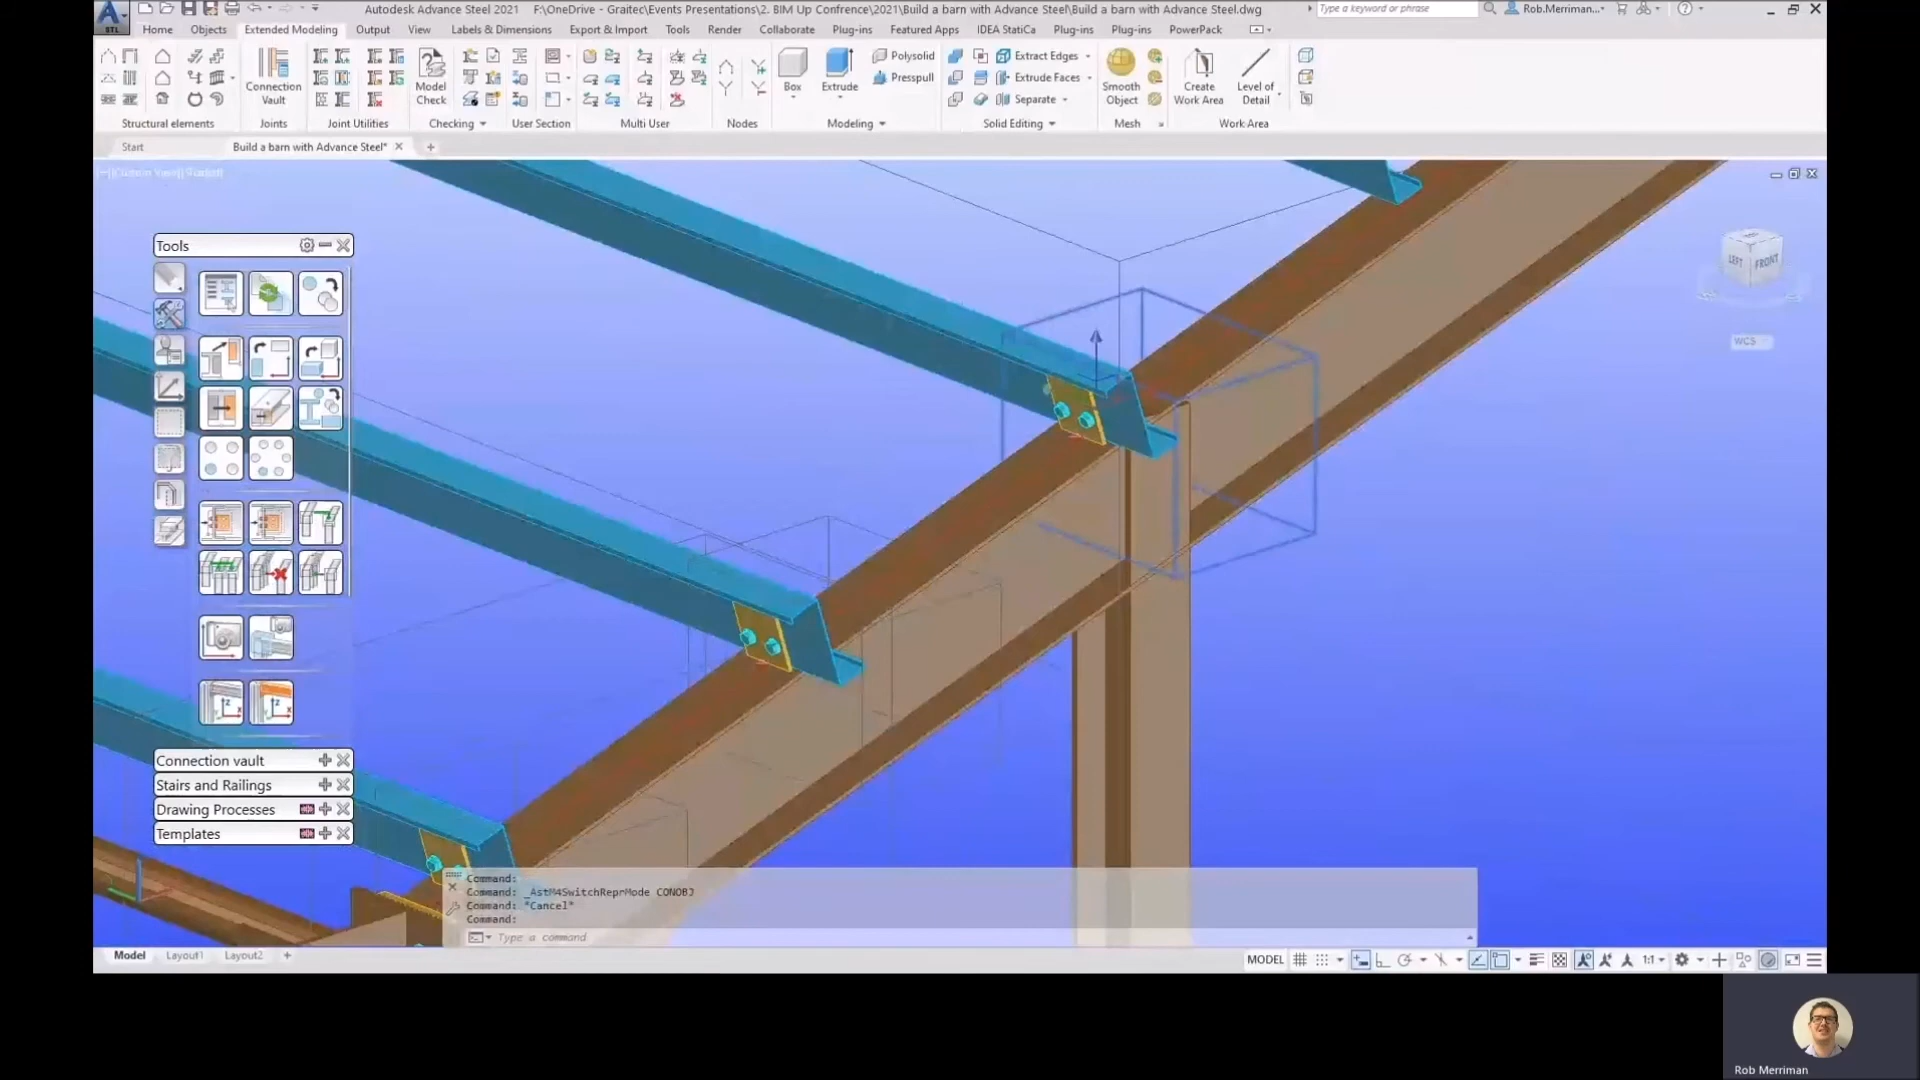 Autodesk Advance Steel 2021 F:\OneDrive - Graitec\Events Presentations\2. BIM Up Confrence\2021\Build a barn with Advance Steel\Build a barn with Advance Steel.dwg
Type a keyword or phrase
Rob.Merriman...
STL
Home Objects Extended Modeling Output View Labels & Dimensions Export & Import Tools Render Collaborate Plug-ins Featured Apps IDEA StatiCa Plug-ins Plug-ins PowerPack
Connection
Vault
Model
Check
Box
Extrude
Polysolid
Presspull
Extract Edges
Extrude Faces
Separate
Smooth
Object
Create
Work Area
Level of
Detail
Structural elements Joints Joint Utilities Checking User Section Multi User Nodes Modeling Solid Editing Mesh Work Area
Start Build a barn with Advance Steel*
LEFT FRONT
WCS
Tools
Connection vault
Stairs and Railings
Drawing Processes
Templates
Command:
Command: _AstM4SwitchReprMode CONOBJ
Command: *Cancel*
Command:
Type a command
Model Layout1 Layout2
MODEL 1:1
Rob Merriman